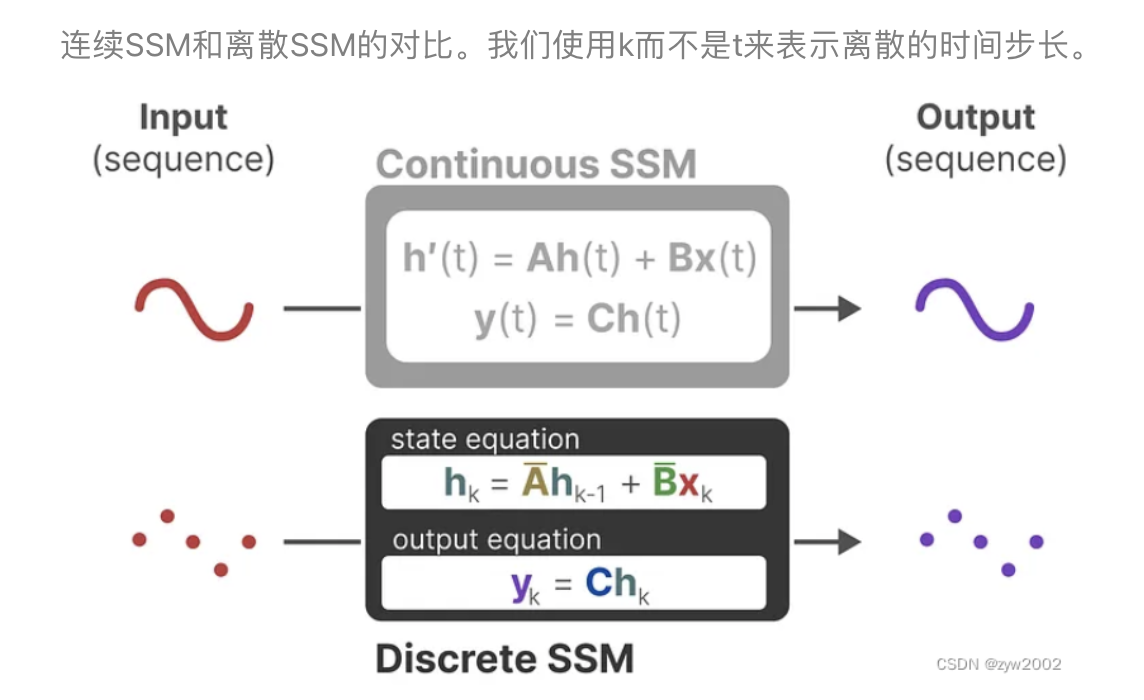 连续SSM和离散SSM的对比。我们使用k而不是t来表示离散的时间步长。
Input
(sequence)
Output
(sequence)
Continuous SSM
h′(t) = Ah(t) + Bx(t)
y(t) = Ch(t)
state equation
h_k = A̅h_{k-1} + B̅x_k
output equation
y_k = Ch_k
Discrete SSM
CSDN @zyw2002